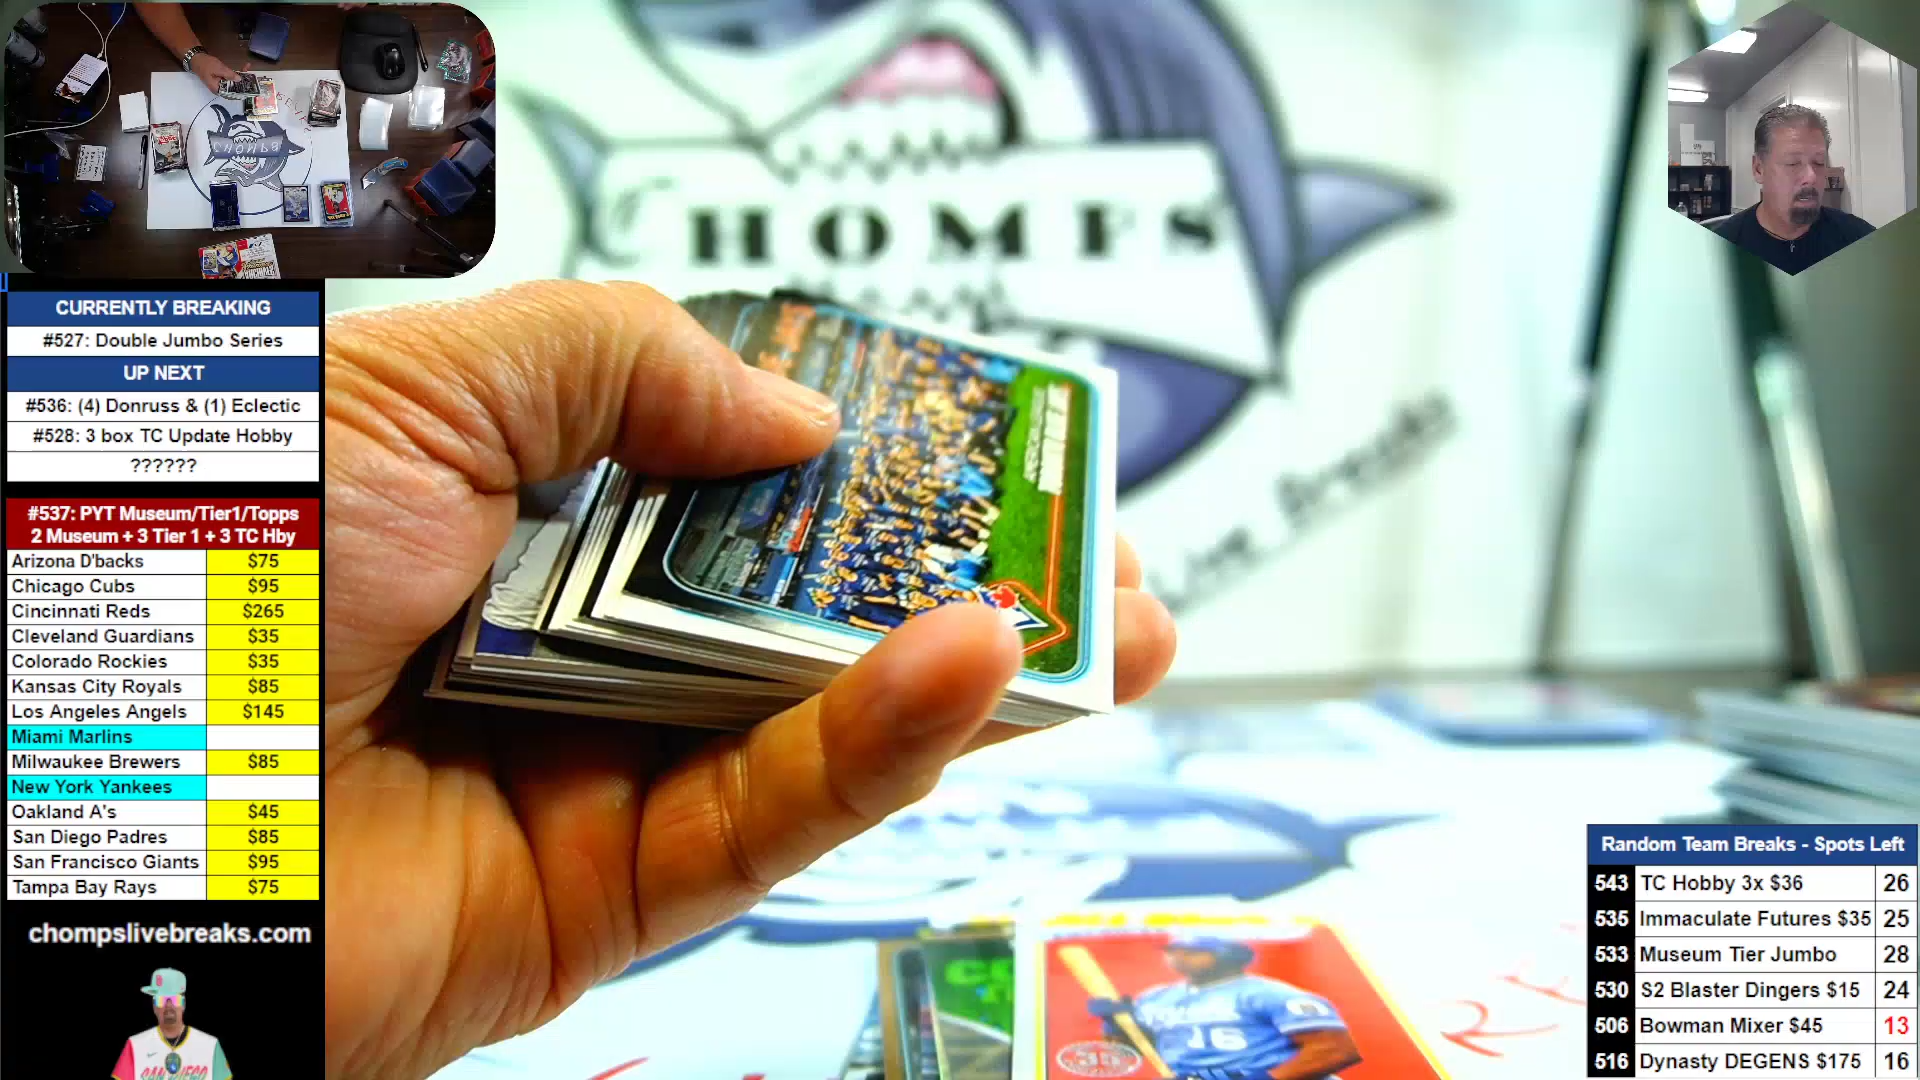 CURRENTLY BREAKING
#527: Double Jumbo Series
UP NEXT
#536: (4) Donruss & (1) Eclectic
#528: 3 box TC Update Hobby
??????
#537: PYT Museum/Tier1/Topps
2 Museum + 3 Tier 1 + 3 TC Hby
Arizona D'backs $75
Chicago Cubs $95
Cincinnati Reds $265
Cleveland Guardians $35
Colorado Rockies $35
Kansas City Royals $85
Los Angeles Angels $145
Miami Marlins
Milwaukee Brewers $85
New York Yankees
Oakland A's $45
San Diego Padres $85
San Francisco Giants $95
Tampa Bay Rays $75
chompslivebreaks.com
CHOMPS
CHOMPS
Live Breaks
16
35
Random Team Breaks - Spots Left
543 TC Hobby 3x $36 26
535 Immaculate Futures $35 25
533 Museum Tier Jumbo 28
530 S2 Blaster Dingers $15 24
506 Bowman Mixer $45 13
516 Dynasty DEGENS $175 16